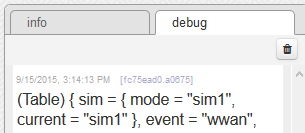 info debug
9/15/2015, 3:14:13 PM [fc75ead0.a0675]
(Table) { sim = { mode = "sim1",
current = "sim1" }, event = "wwan",